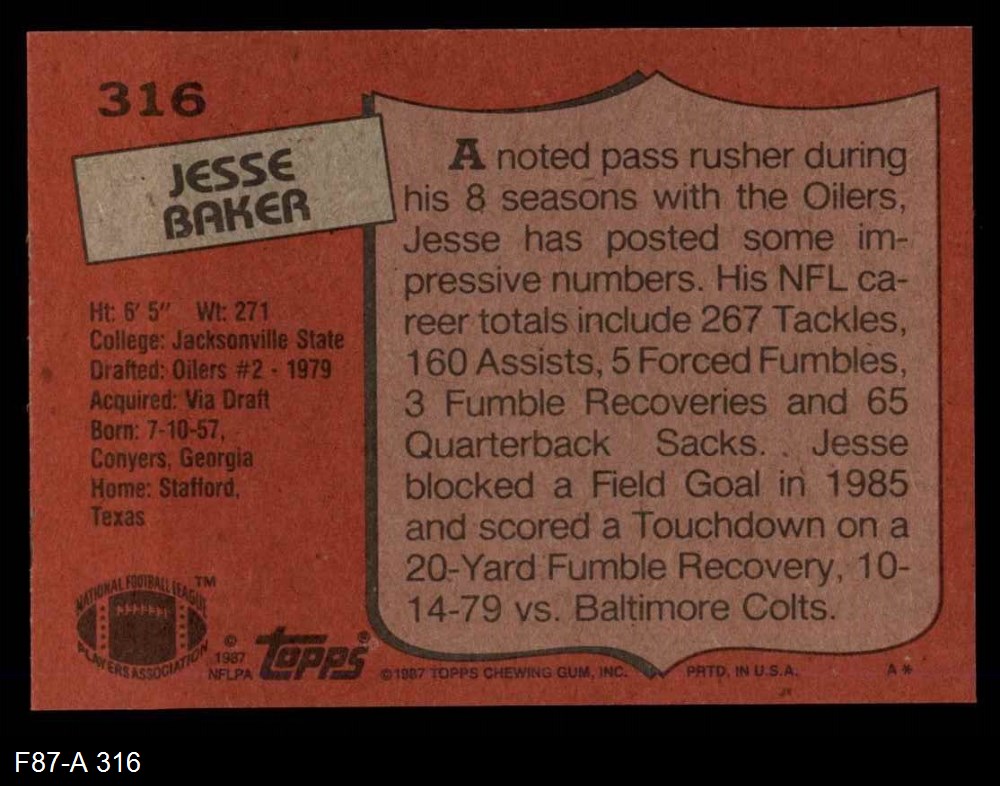 316
JESSE
BAKER
Ht: 6' 5" Wt: 271
College: Jacksonville State
Drafted: Oilers #2 - 1979
Acquired: Via Draft
Born: 7-10-57,
Conyers, Georgia
Home: Stafford,
Texas
A noted pass rusher during
his 8 seasons with the Oilers,
Jesse has posted some im-
pressive numbers. His NFL ca-
reer totals include 267 Tackles,
160 Assists, 5 Forced Fumbles,
3 Fumble Recoveries and 65
Quarterback Sacks. Jesse
blocked a Field Goal in 1985
and scored a Touchdown on a
20-Yard Fumble Recovery, 10-
14-79 vs. Baltimore Colts.
NATIONAL FOOTBALL LEAGUE ™
PLAYERS ASSOCIATION
© 1987 NFLPA
topps®
©1987 TOPPS CHEWING GUM, INC. PRTD. IN U.S.A. A*
F87-A 316